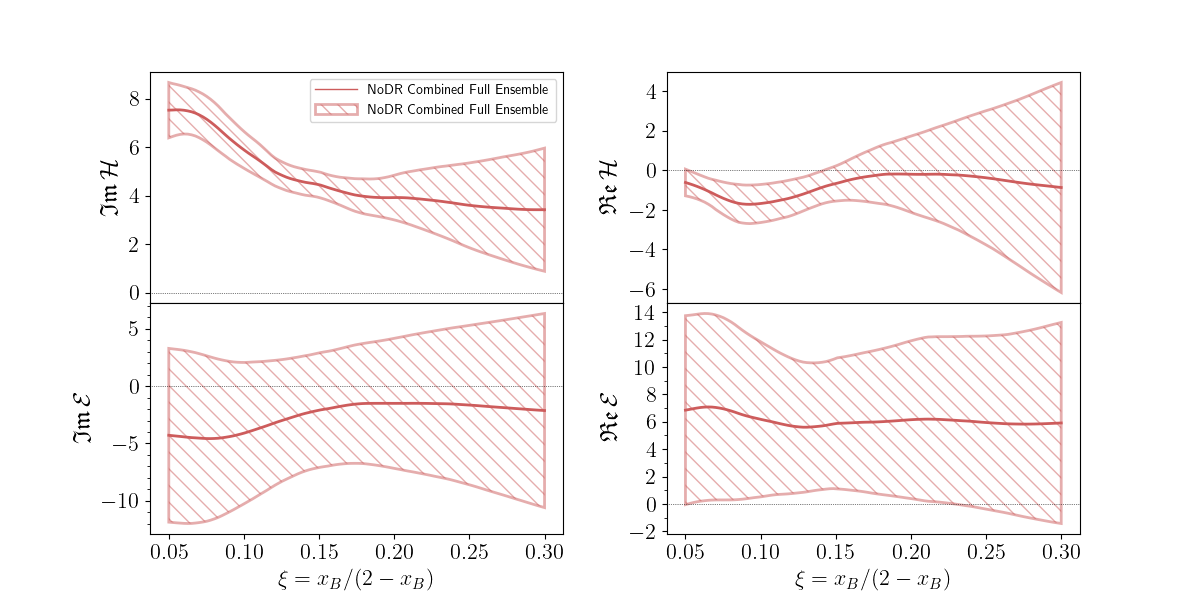 NoDR Combined Full Ensemble
NoDR Combined Full Ensemble
ℑ𝔪 ℋ
8
6
4
2
0
ℜ𝔢 ℋ
4
2
0
−2
−4
−6
ℑ𝔪 ℰ
5
0
−5
−10
0.05 0.10 0.15 0.20 0.25 0.30
ξ = x_B/(2 − x_B)
ℜ𝔢 ℰ
14
12
10
8
6
4
2
0
−2
0.05 0.10 0.15 0.20 0.25 0.30
ξ = x_B/(2 − x_B)